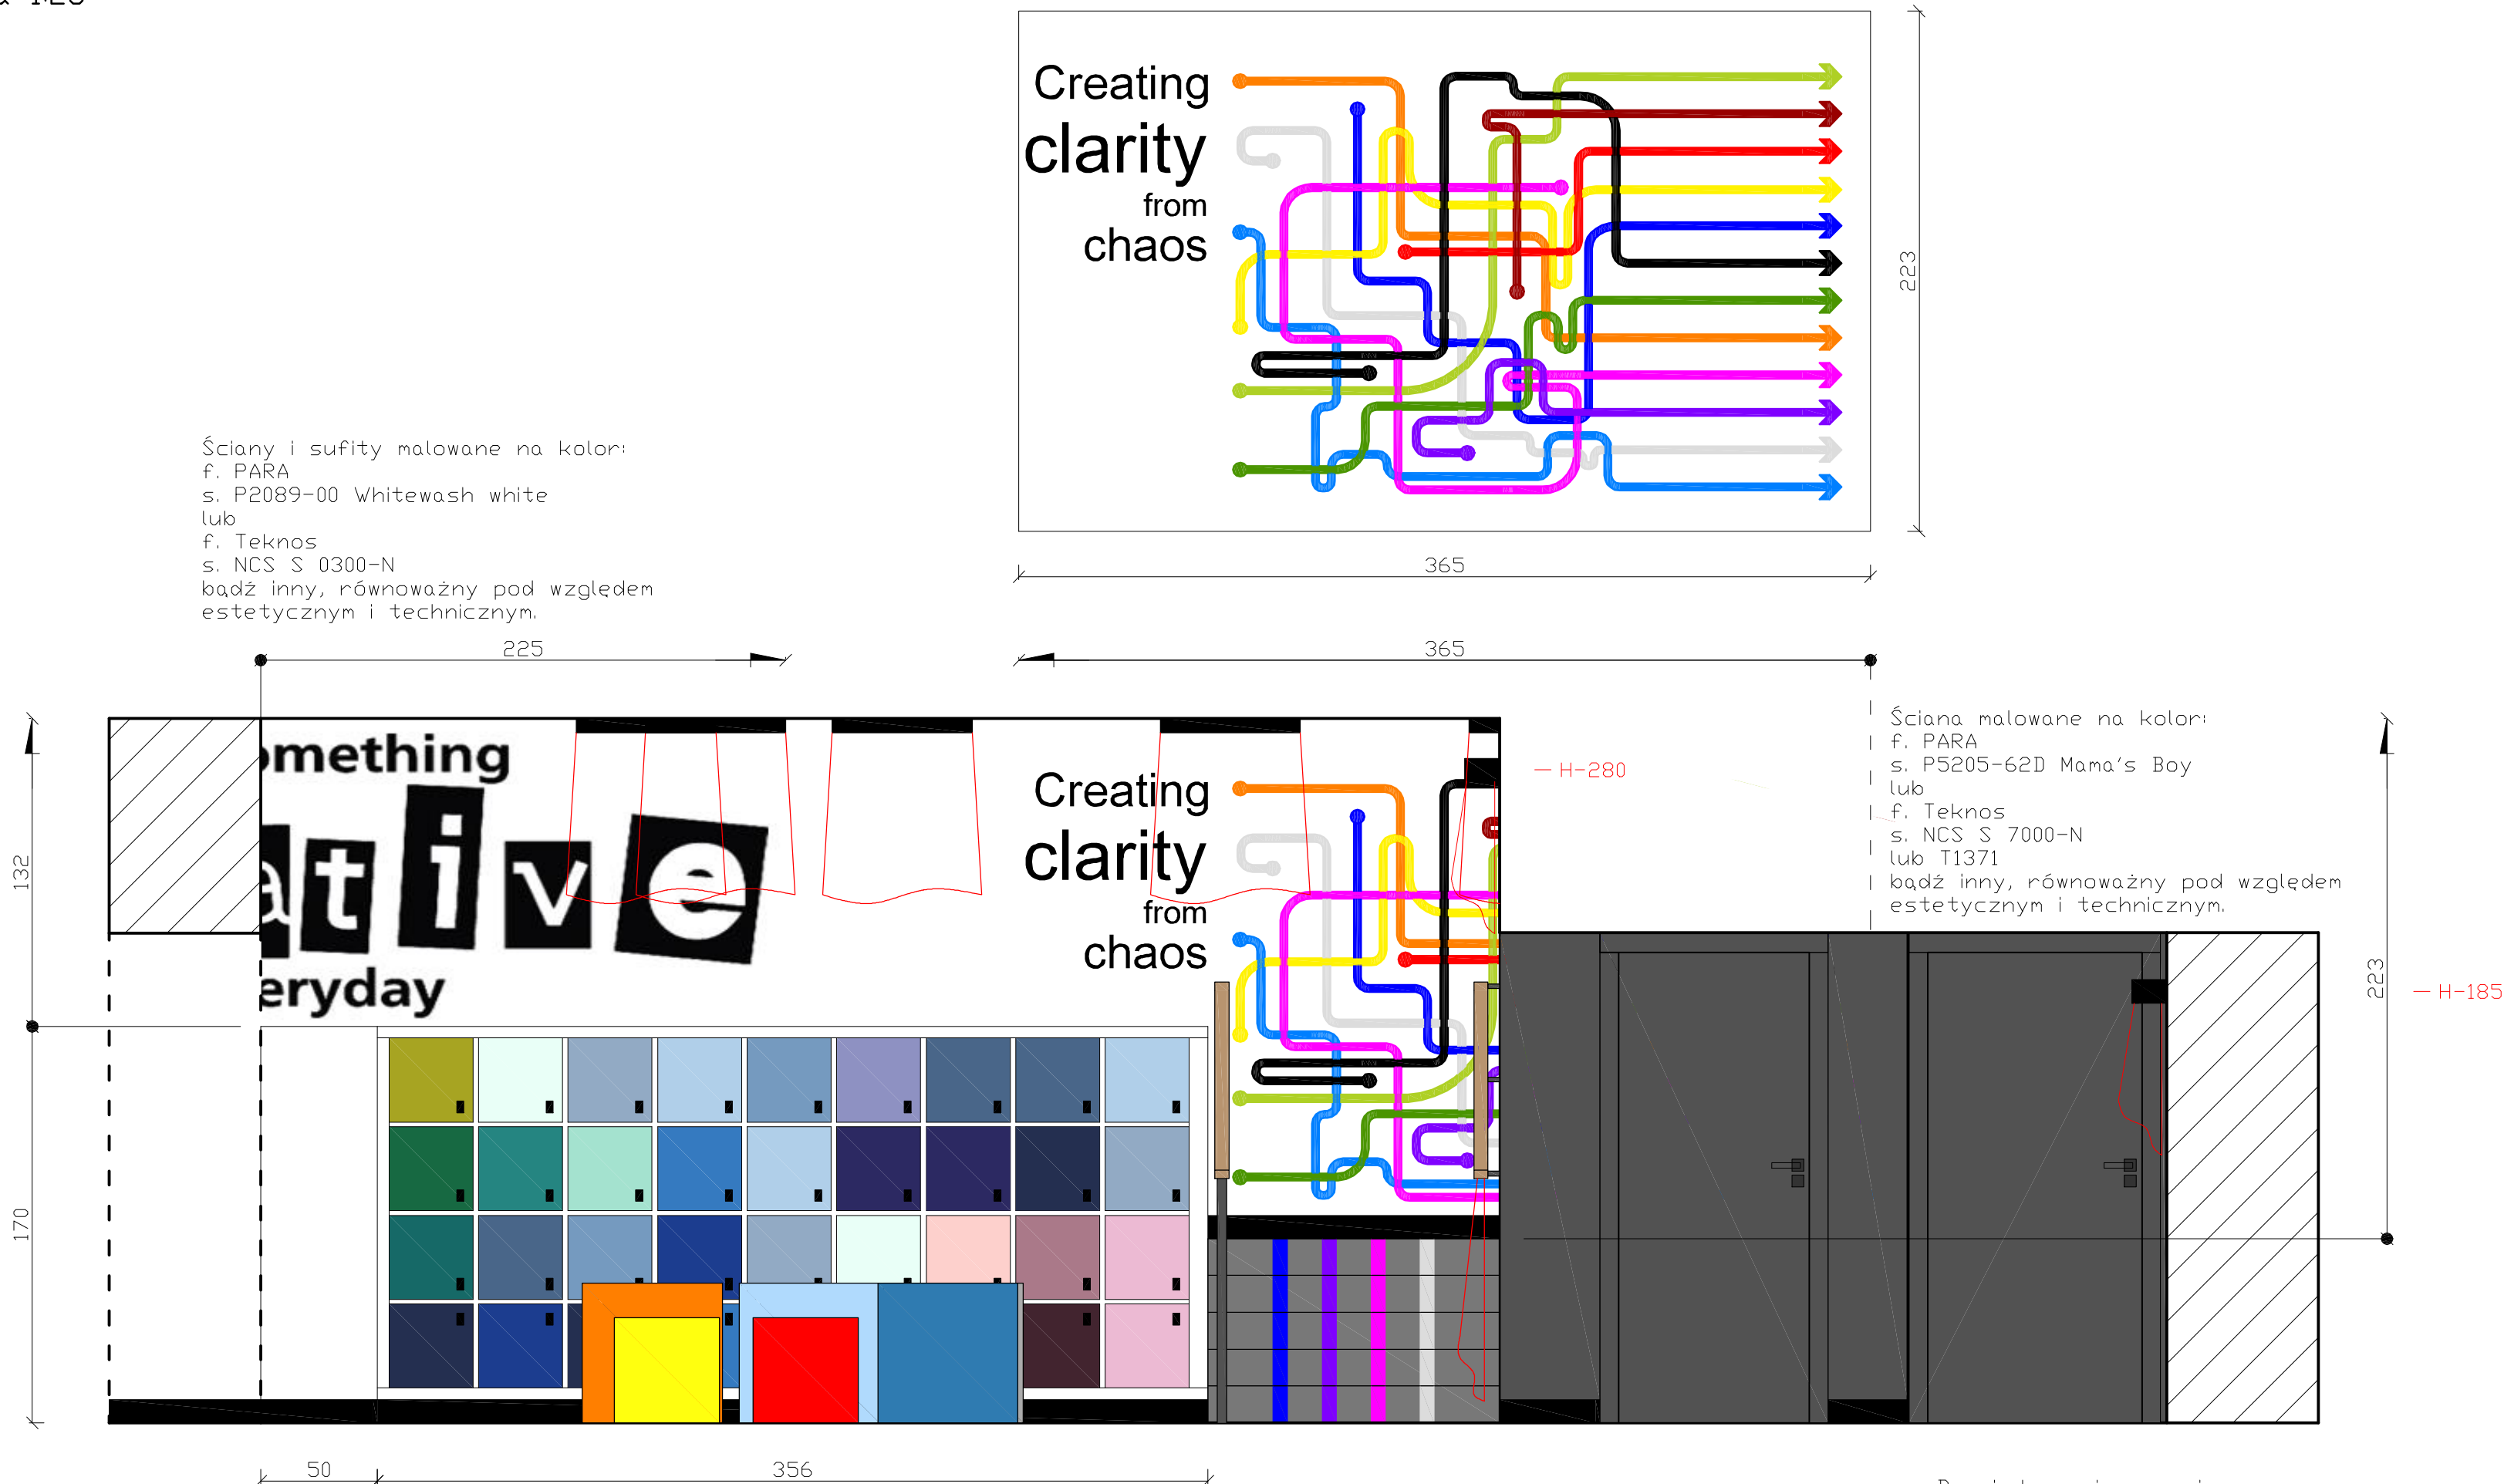 Creating
clarity
from
chaos
223
365
Ściany i sufity malowane na kolor:
f. PARA
s. P2089-00 Whitewash white
lub
f. Teknos
s. NCS S 0300-N
bądź inny, równoważny pod względem
estetycznym i technicznym.
225
365
omething
ative
eryday
Creating
clarity
from
chaos
H-280
Ściana malowane na kolor:
f. PARA
s. P5205-62D Mama's Boy
lub
f. Teknos
s. NCS S 7000-N
lub T1371
bądź inny, równoważny pod względem
estetycznym i technicznym.
132
170
223
H-185
50
356